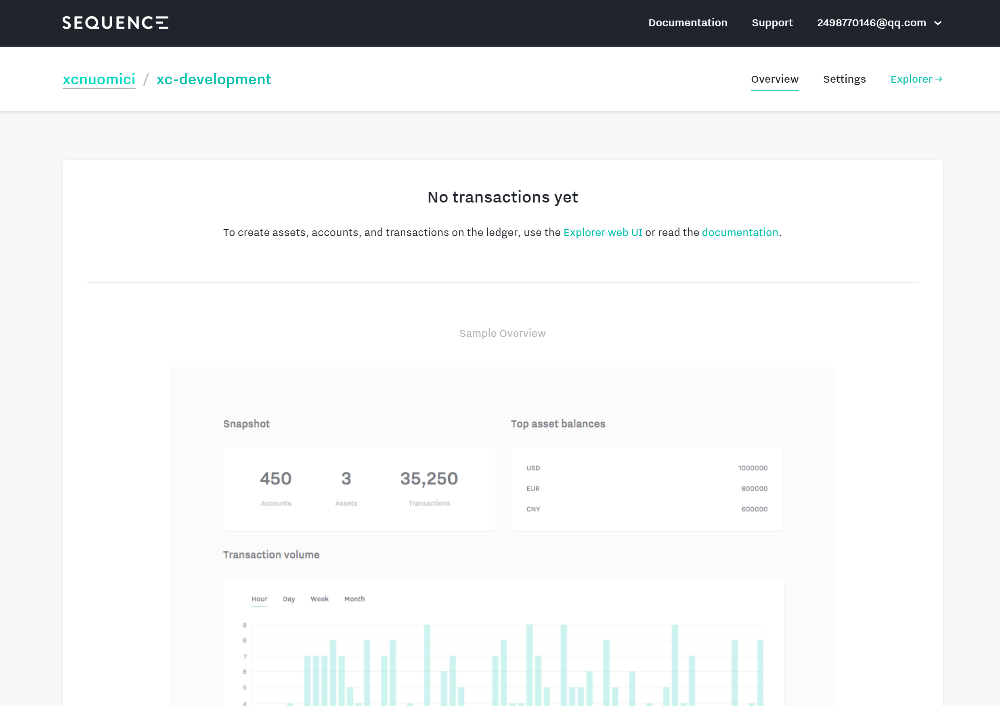 SEQUENCE
Documentation Support 2498770146@qq.com
xcnuomici / xc-development
Overview Settings Explorer →
No transactions yet
To create assets, accounts, and transactions on the ledger, use the Explorer web UI or read the documentation.
Sample Overview
Snapshot
450 3 35,250
Accounts Assets Transactions
Top asset balances
USD 1000000
EUR 800000
CNY 600000
Transaction volume
Hour Day Week Month
9
8
7
6
5
4